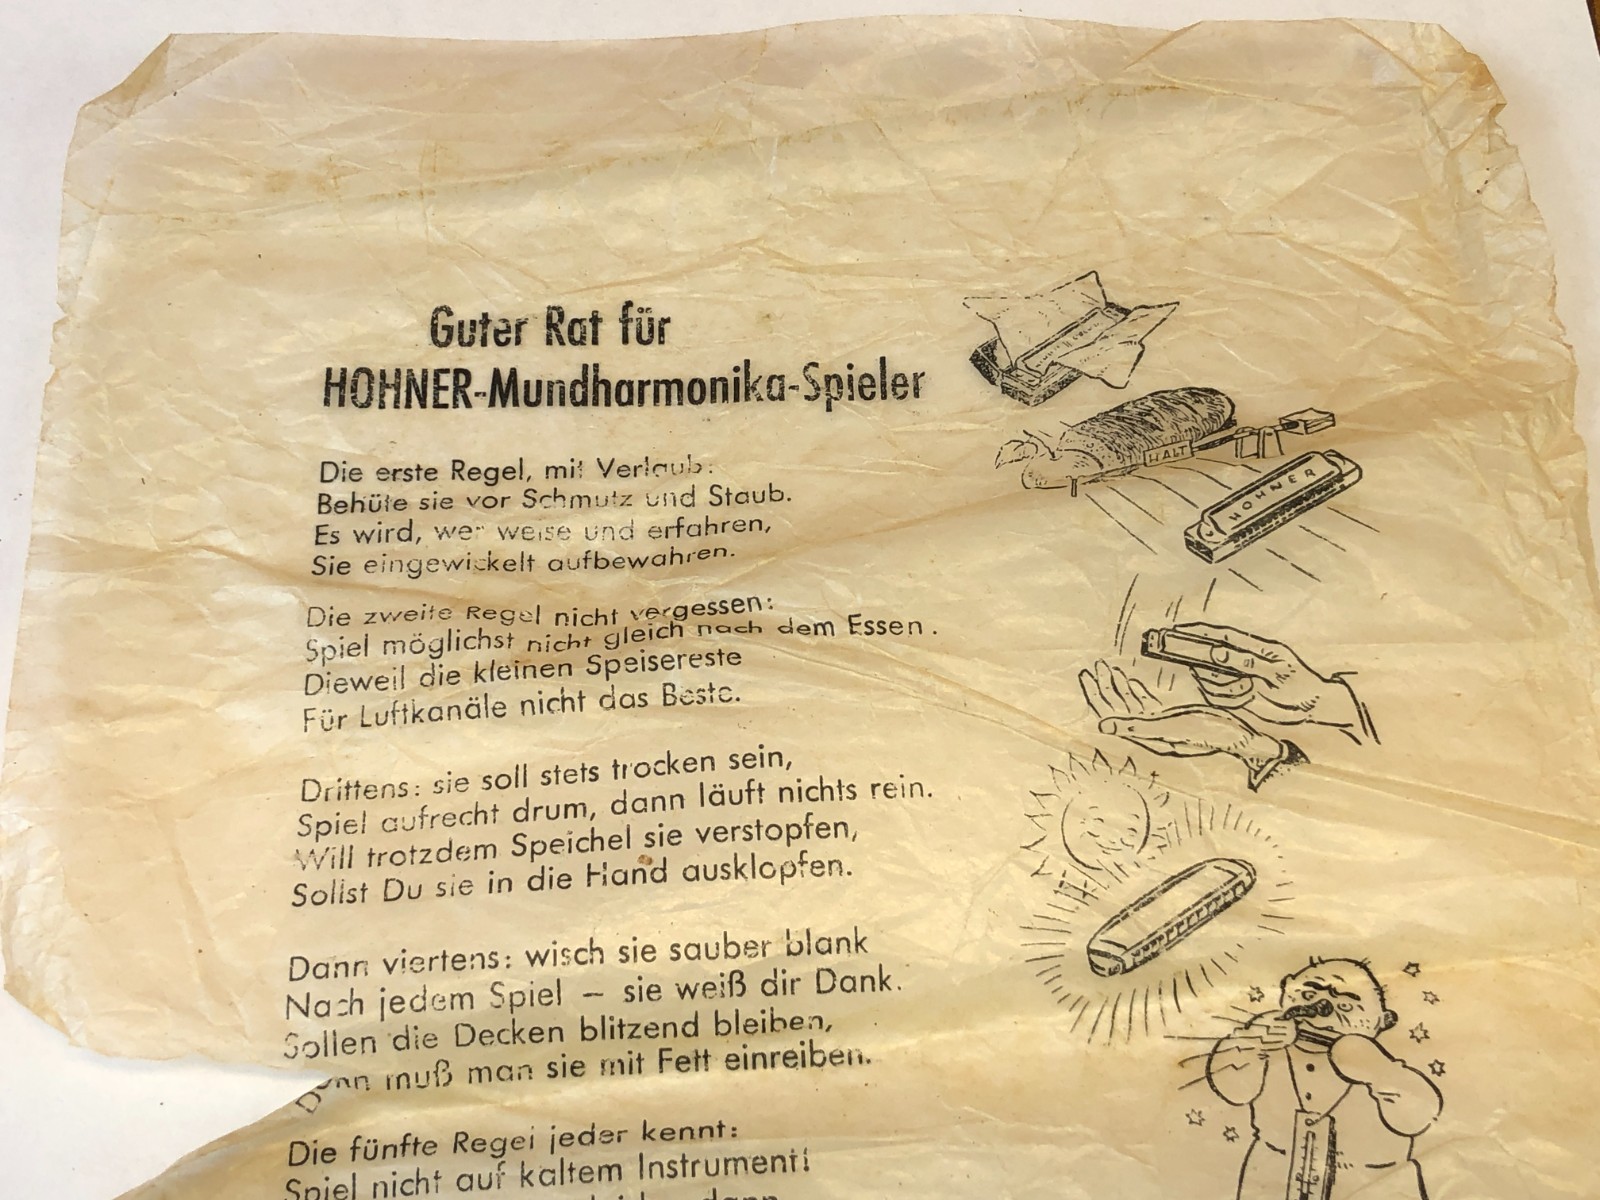 Guter Rat für
HOHNER-Mundharmonika-Spieler
Die erste Regel, mit Verlaub:
Behüte sie vor Schmutz und Staub.
Es wird, wer weise und erfahren,
Sie eingewickelt aufbewahren.
Die zweite Regel nicht vergessen:
Spiel möglichst nicht gleich nach dem Essen.
Dieweil die kleinen Speisereste
Für Luftkanäle nicht das Beste.
Drittens: sie soll stets trocken sein,
Spiel aufrecht drum, dann läuft nichts rein.
Will trotzdem Speichel sie verstopfen,
Sollst Du sie in die Hand ausklopfen.
Dann viertens: wisch sie sauber blank
Nach jedem Spiel – sie weiß dir Dank.
Sollen die Decken blitzend bleiben,
Dann muß man sie mit Fett einreiben.
Die fünfte Regel jeder kennt:
Spiel nicht auf kaltem Instrument!
dann
HALT
HOHNER